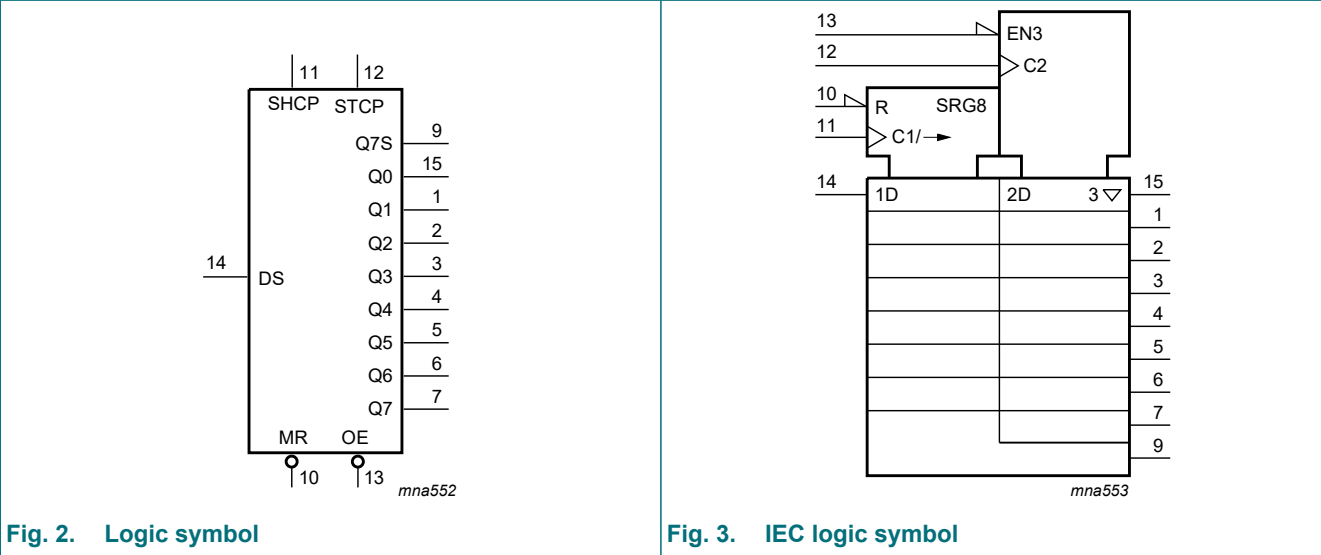 11 12
SHCP STCP
Q7S 9
Q0 15
Q1 1
Q2 2
14 DS Q3 3
Q4 4
Q5 5
Q6 6
Q7 7
MR OE
10 13
mna552
Fig. 2. Logic symbol
13 EN3
12 C2
10 R SRG8
11 C1/→
14 1D 2D 3 ▽ 15
1
2
3
4
5
6
7
9
mna553
Fig. 3. IEC logic symbol